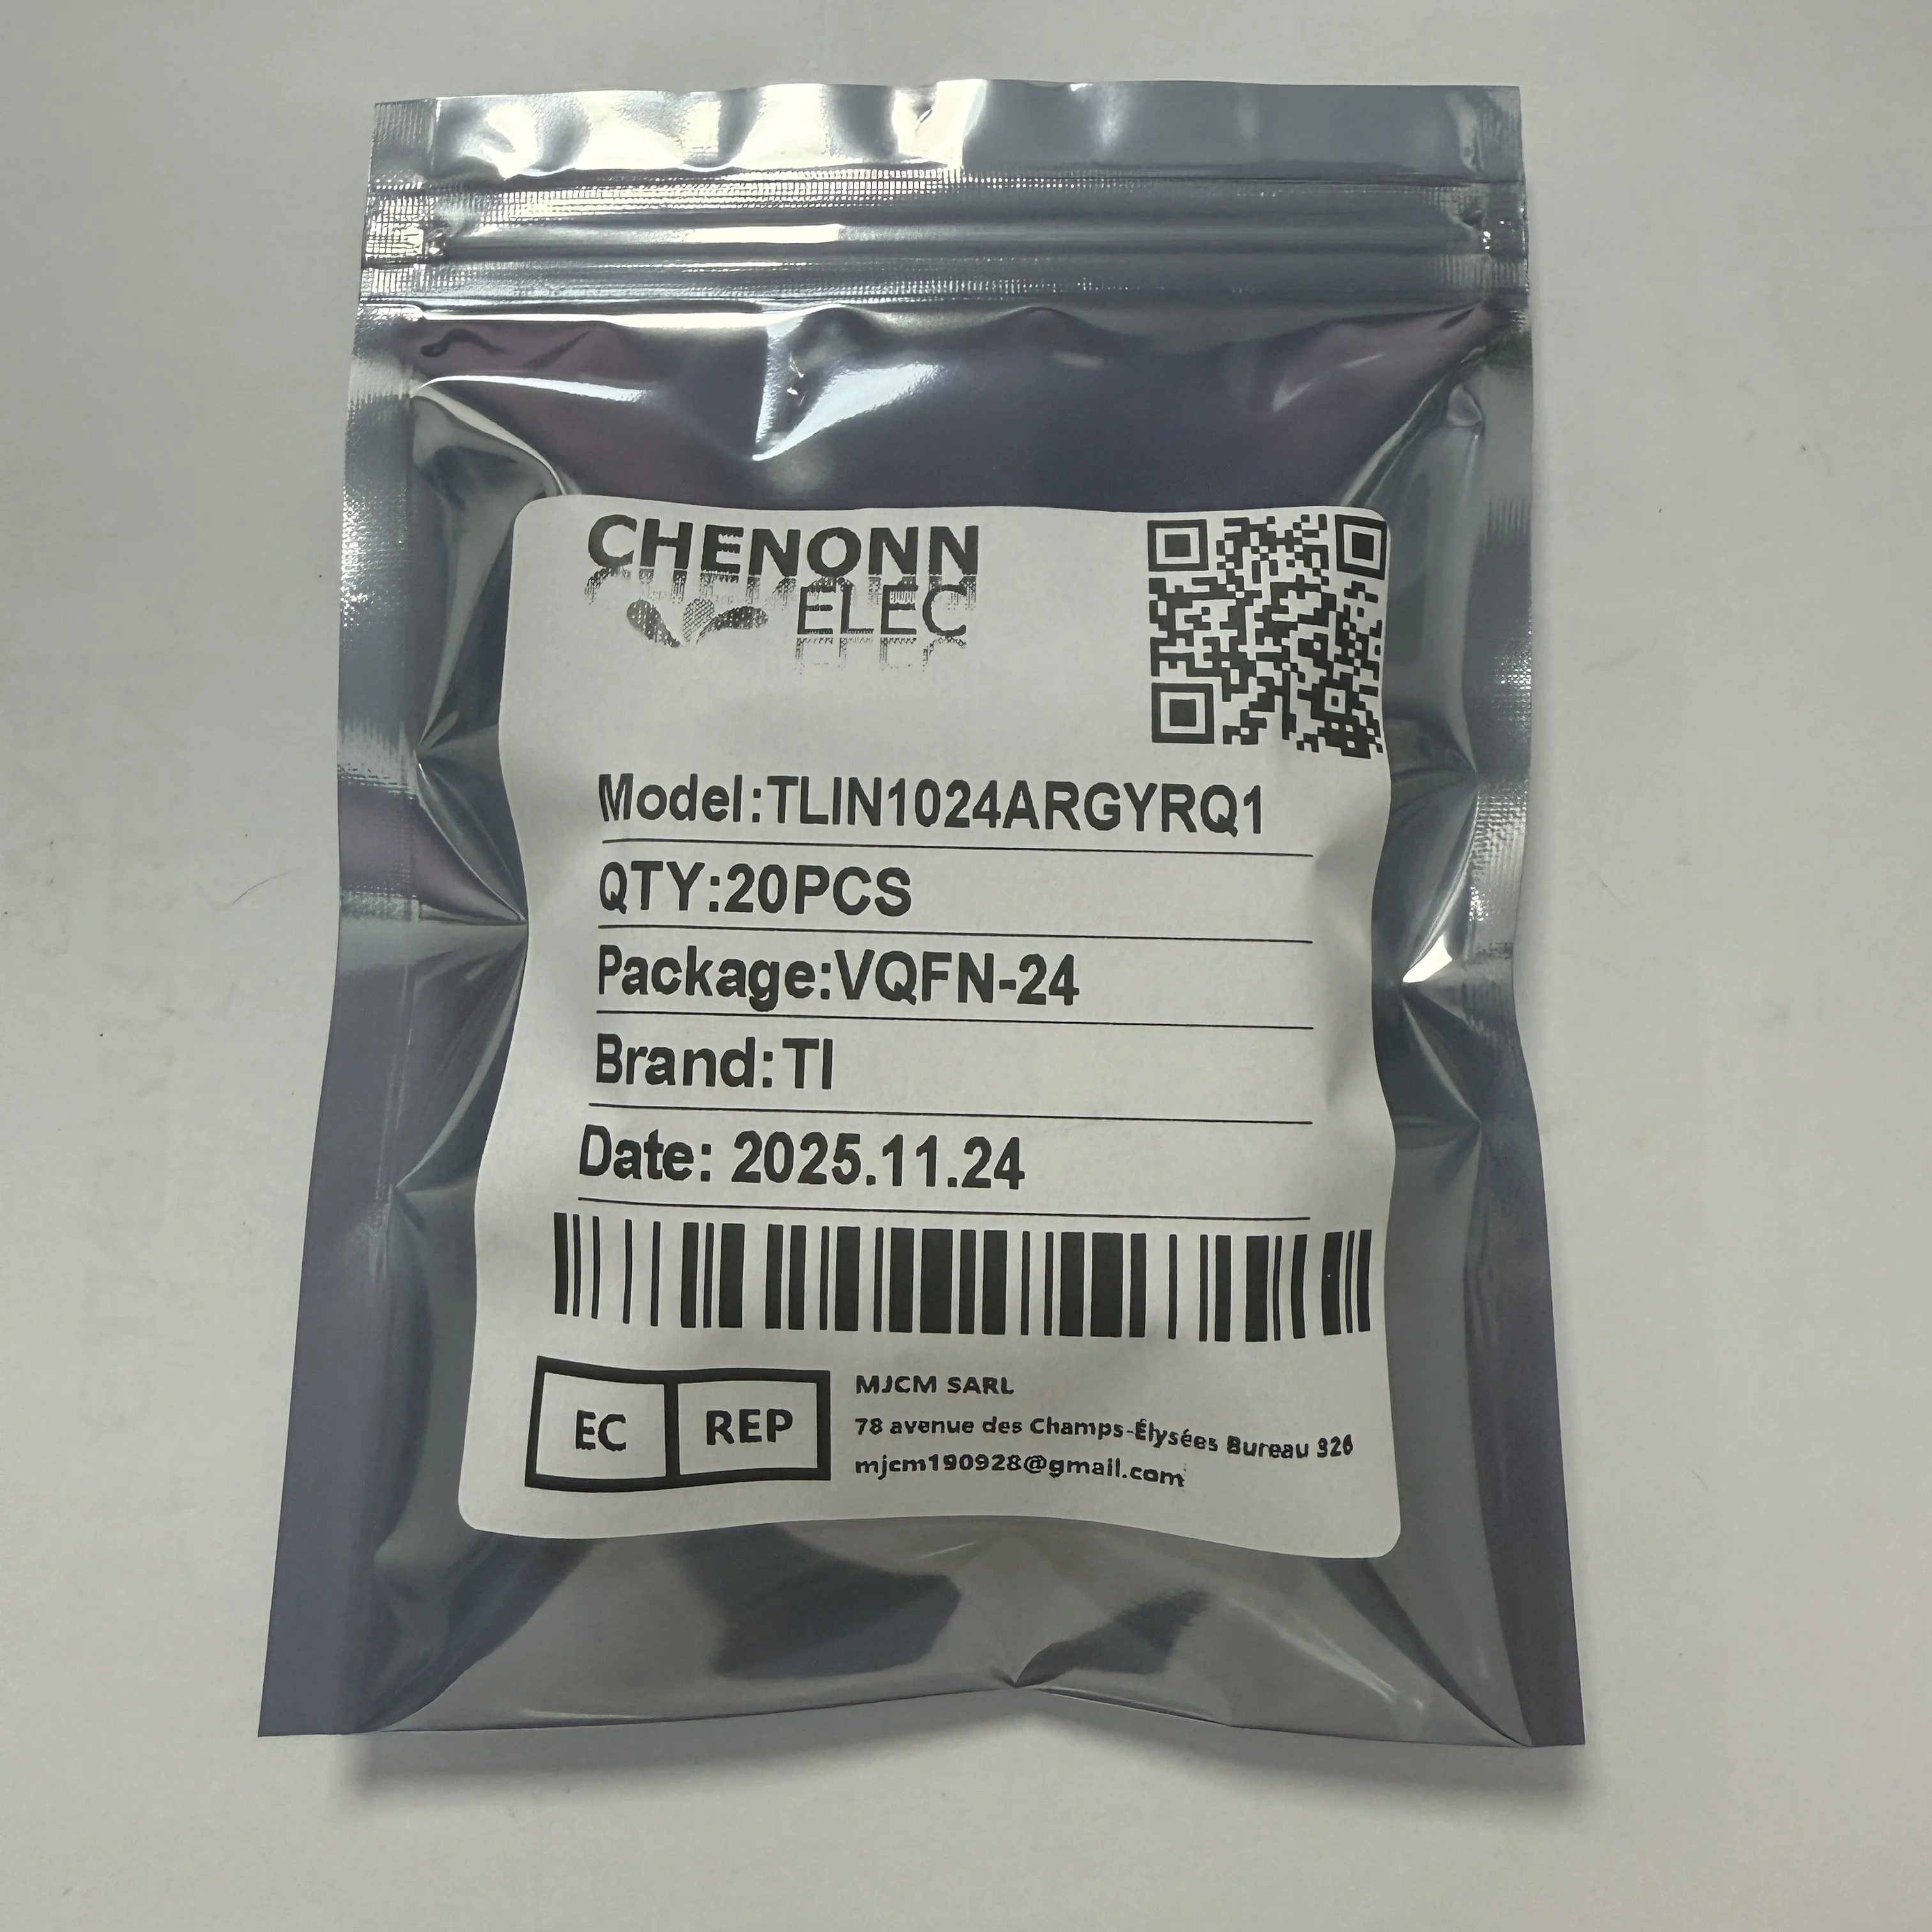 CHENONN
ELEC
Model:TLIN1024ARGYRQ1
QTY:20PCS
Package:VQFN-24
Brand:TI
Date: 2025.11.24
EC REP
MJCM SARL
78 avenue des Champs-Élysées Bureau 326
mjcm190928@gmail.com